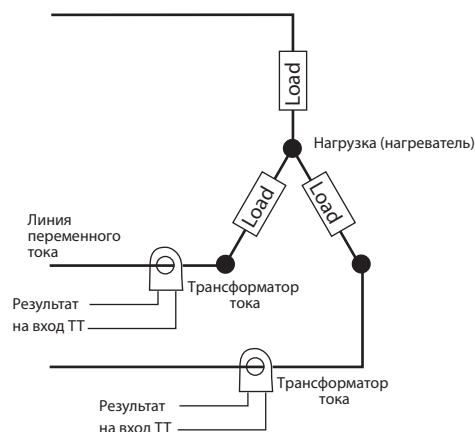 Load
Нагрузка (нагреватель)
Load
Load
Линия
переменного
тока
Трансформатор
тока
Результат
на вход ТТ
Трансформатор
тока
Результат
на вход ТТ